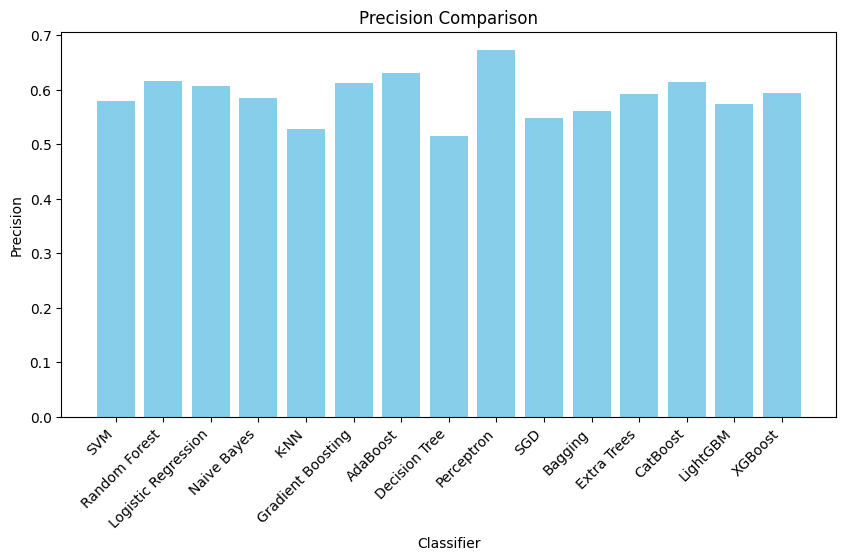 Precision Comparison
Precision
0.7
0.6
0.5
0.4
0.3
0.2
0.1
0.0
SVM
Random Forest
Logistic Regression
Naive Bayes
K-NN
Gradient Boosting
AdaBoost
Decision Tree
Perceptron
SGD
Bagging
Extra Trees
CatBoost
LightGBM
XGBoost
Classifier